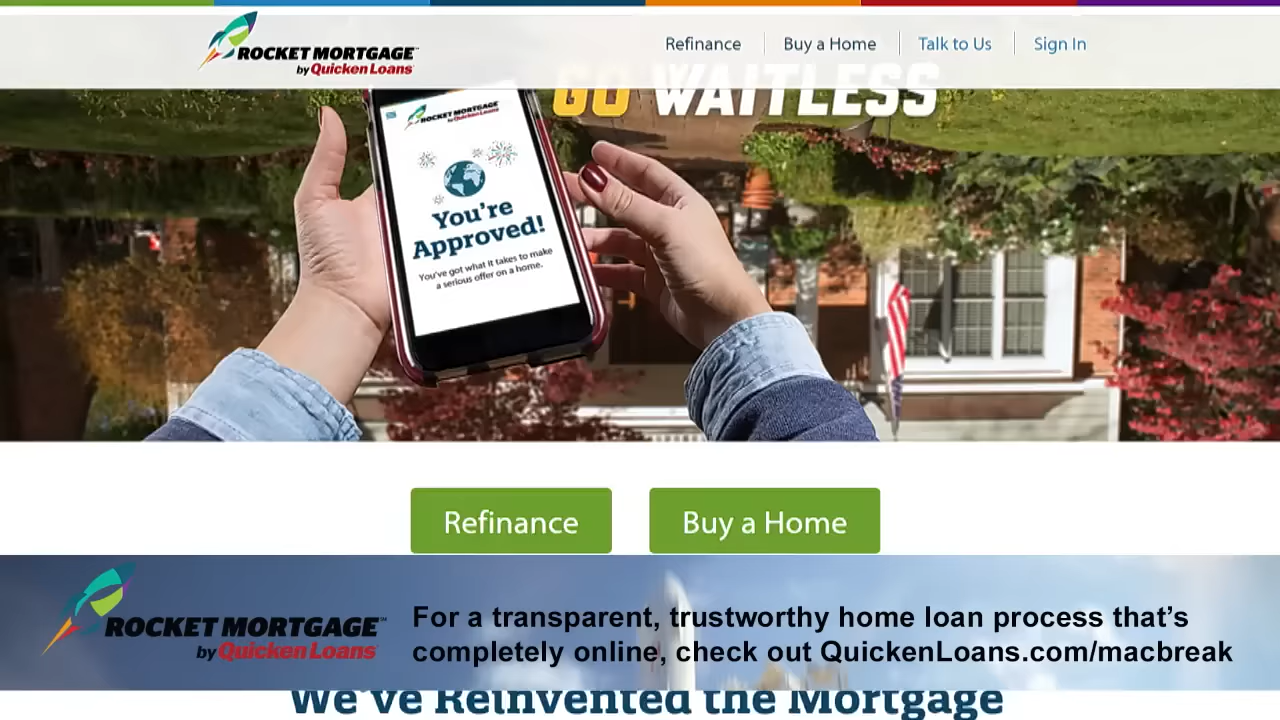 ROCKET MORTGAGE
by Quicken Loans
Refinance
Buy a Home
Talk to Us
Sign In
GO WAITLESS
ROCKET MORTGAGE
by Quicken Loans
You're
Approved!
You've got what it takes to make
a serious offer on a home.
Refinance
Buy a Home
ROCKET MORTGAGE™
by Quicken Loans
For a transparent, trustworthy home loan process that's
completely online, check out QuickenLoans.com/macbreak
We've Reinvented the Mortgage